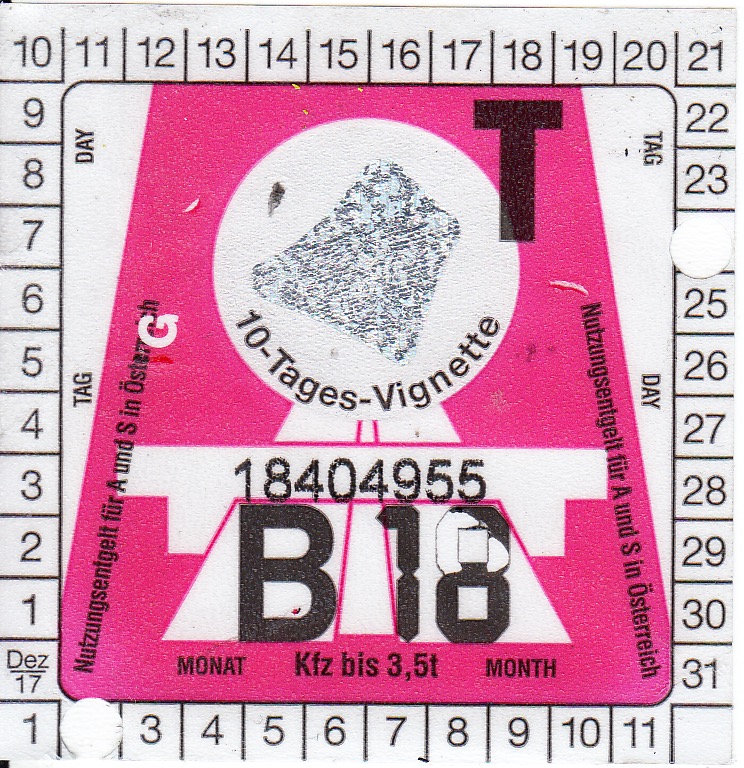 10 11 12 13 14 15 16 17 18 19 20 21
9 22
8 23
7
6 25
5 26
4 27
3 28
2 29
1 30
Dez 17 31
1 3 4 5 6 7 8 9 10 11
DAY
TAG
T
TAG
DAY
10-Tages-Vignette
Nutzungsentgelt für A und S in Österreich
Nutzungsentgelt für A und S in Österreich
18404955
B 18
MONAT Kfz bis 3,5t MONTH